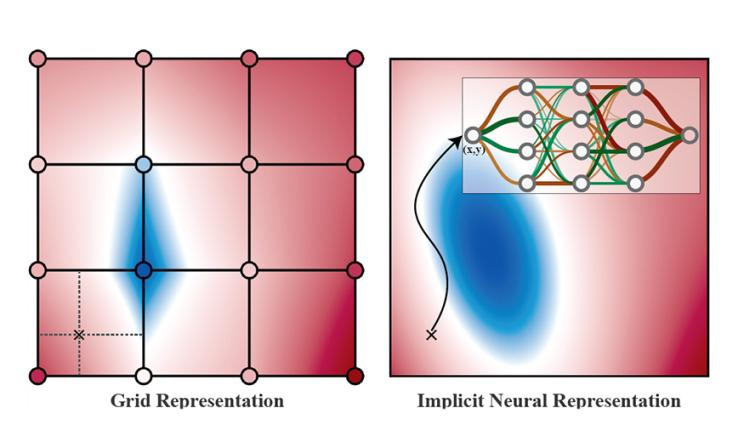 (x,y)
Grid Representation
Implicit Neural Representation